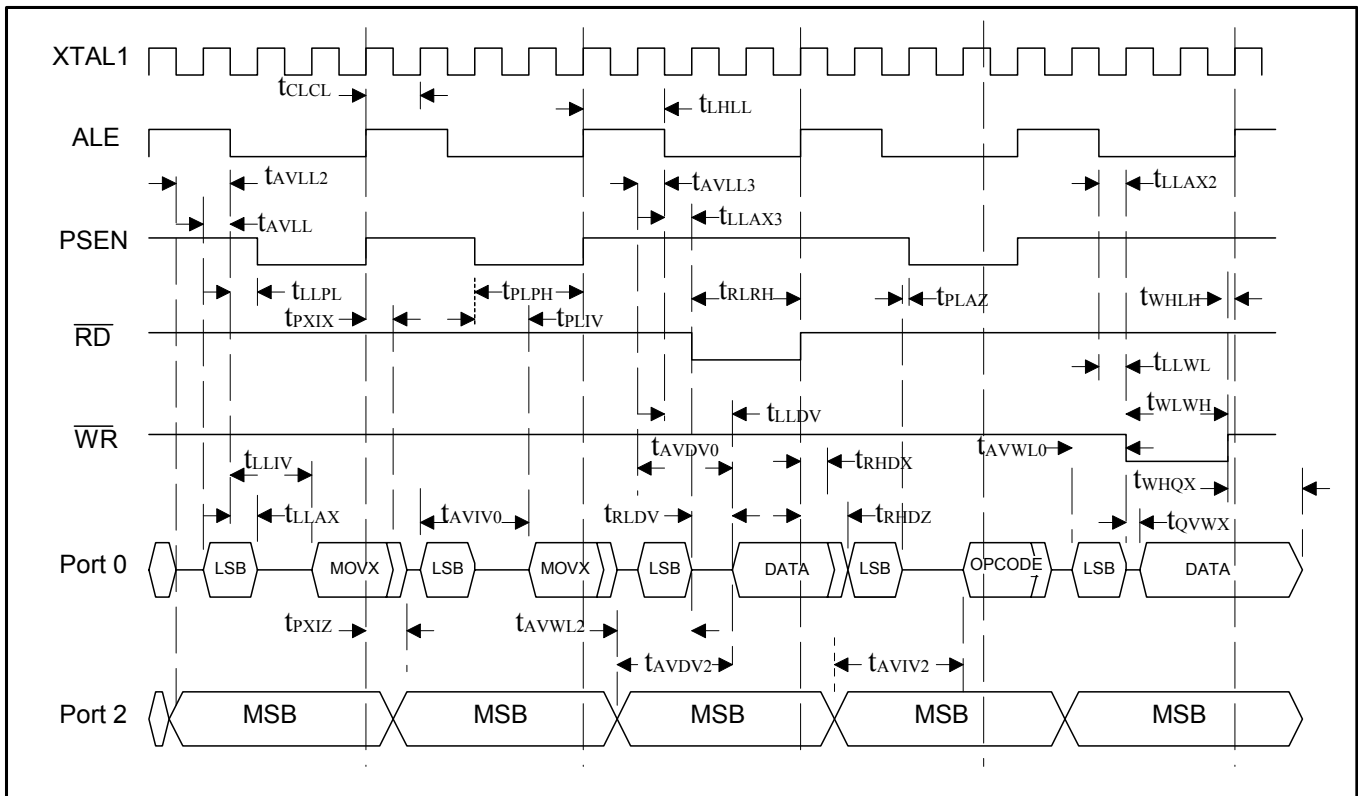 XTAL1
tCLCL
tLHLL
ALE
tAVLL2
tAVLL3
tLLAX2
tAVLL
tLLAX3
PSEN
tLLPL
tPLPH
tRLRH
tPLAZ
tWHLH
tPXIX
tPLIV
RD
tLLWL
tLLDV
tWLWH
WR
tAVDV0
tAVWL0
tLLIV
tRHDX
tWHQX
tLLAX
tAVIV0
tRLDV
tRHDZ
tQVWX
Port 0
LSB
MOVX
LSB
MOVX
LSB
DATA
LSB
OPCODE
LSB
DATA
tPXIZ
tAVWL2
tAVDV2
tAVIV2
Port 2
MSB
MSB
MSB
MSB
MSB